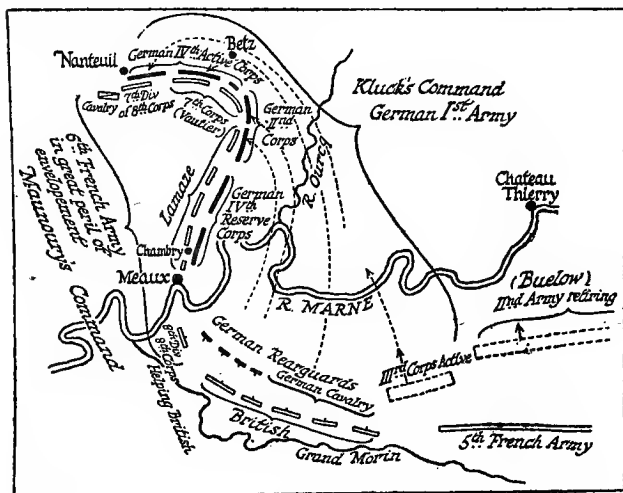 Nanteuil
German IVth Active Corps
Betz
Cavalry
7th Div
of 8th Corps
7th Corps
(Vautier)
German
IInd
Corps
Kluck's Command
German Ist Army
6th French Army
in great peril of
envelopement
Maunoury's
Command
Lamaze
German
IVth
Reserve
Corps
R. Ourcq
Chateau
Thierry
Chambry
Meaux
R. MARNE
(Buelow)
IInd Army retiring
8th Div
8th Corps
Helping British
German Rearguards
German Cavalry
IIIrd Corps Active
British
Grand Morin
5th French Army